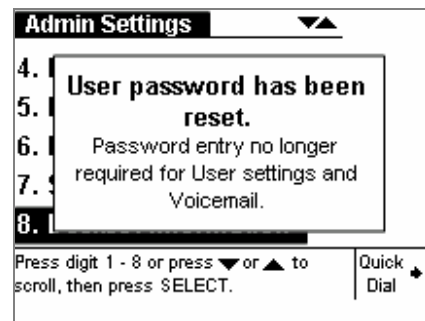 Admin Settings
4.
User password has been
5.
reset.
6.
Password entry no longer
7.
required for User settings and
Voicemail.
8.
Press digit 1 - 8 or press ▼ or ▲ to
scroll, then press SELECT.
Quick
Dial